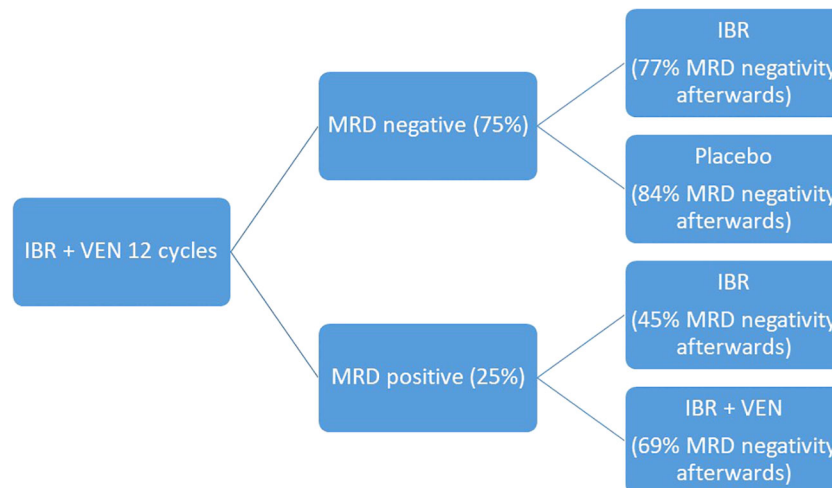 IBR + VEN 12 cycles
MRD negative (75%)
IBR
(77% MRD negativity
afterwards)
Placebo
(84% MRD negativity
afterwards)
MRD positive (25%)
IBR
(45% MRD negativity
afterwards)
IBR + VEN
(69% MRD negativity
afterwards)